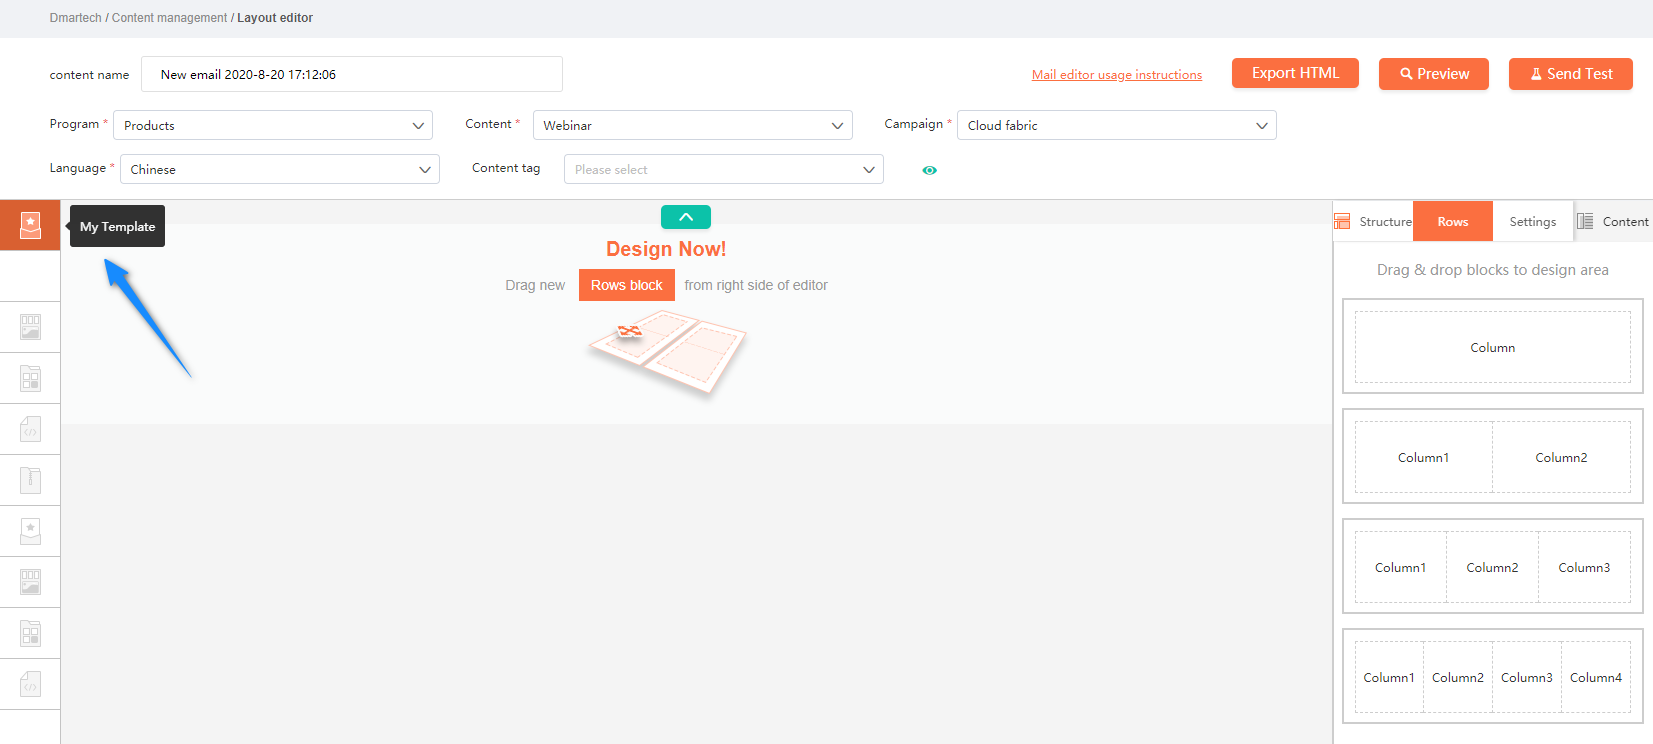 Dmartech / Content management / Layout editor
content name New email 2020-8-20 17:12:06 Mail editor usage instructions Export HTML Preview Send Test
Program * Products Content * Webinar Campaign * Cloud fabric
Language * Chinese Content tag Please select
My Template
Design Now!
Drag new Rows block from right side of editor
Structure Rows Settings Content
Drag & drop blocks to design area
Column
Column1 Column2
Column1 Column2 Column3
Column1 Column2 Column3 Column4